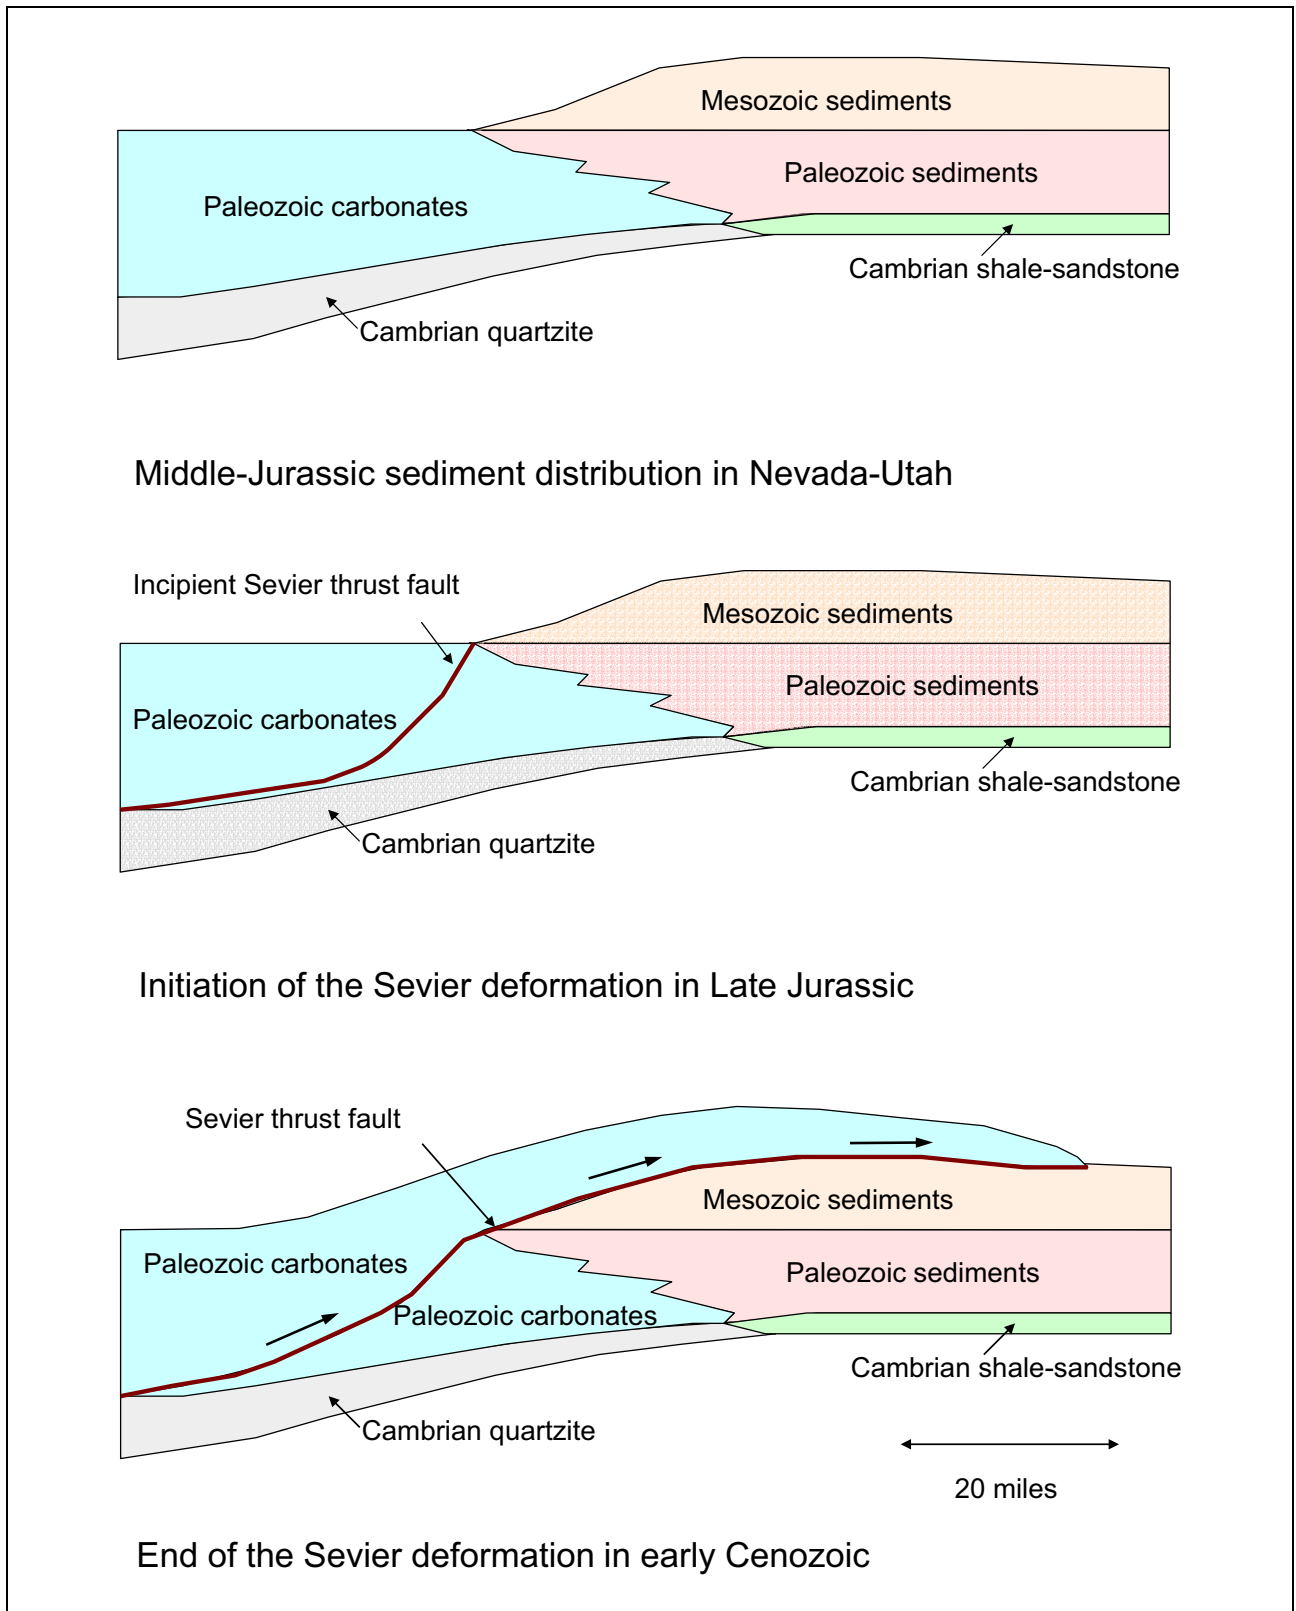 Mesozoic sediments
Paleozoic sediments
Paleozoic carbonates
Cambrian shale-sandstone
Cambrian quartzite
Middle-Jurassic sediment distribution in Nevada-Utah
Incipient Sevier thrust fault
Mesozoic sediments
Paleozoic sediments
Paleozoic carbonates
Cambrian shale-sandstone
Cambrian quartzite
Initiation of the Sevier deformation in Late Jurassic
Sevier thrust fault
Mesozoic sediments
Paleozoic carbonates
Paleozoic sediments
Paleozoic carbonates
Cambrian shale-sandstone
Cambrian quartzite
20 miles
End of the Sevier deformation in early Cenozoic